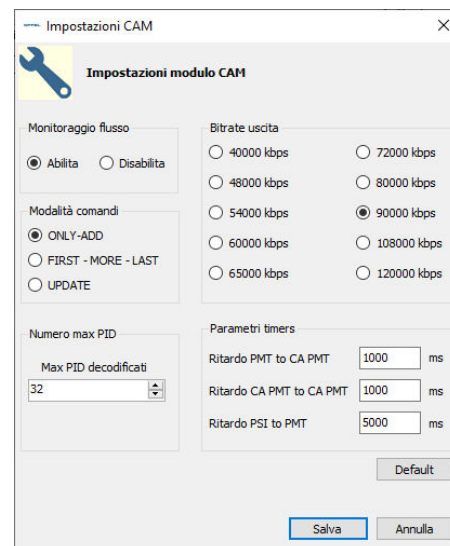 Impostazioni CAM
Impostazioni modulo CAM
Monitoraggio flusso
Abilita
Disabilita
Modalità comandi
ONLY-ADD
FIRST - MORE - LAST
UPDATE
Numero max PID
Max PID decodificati
32
Bitrate uscita
40000 kbps
72000 kbps
48000 kbps
80000 kbps
54000 kbps
90000 kbps
60000 kbps
108000 kbps
65000 kbps
120000 kbps
Parametri timers
Ritardo PMT to CA PMT 1000 ms
Ritardo CA PMT to CA PMT 1000 ms
Ritardo PSI to PMT 5000 ms
Default
Salva
Annulla